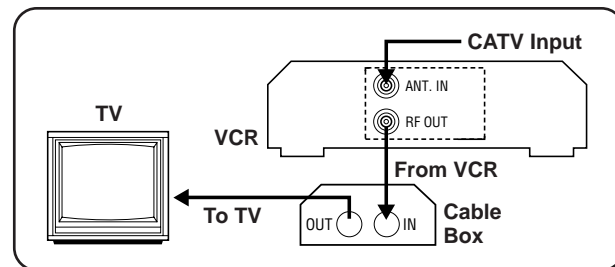 CATV Input
ANT. IN
TV
RF OUT
VCR
From VCR
To TV
OUT
IN
Cable
Box